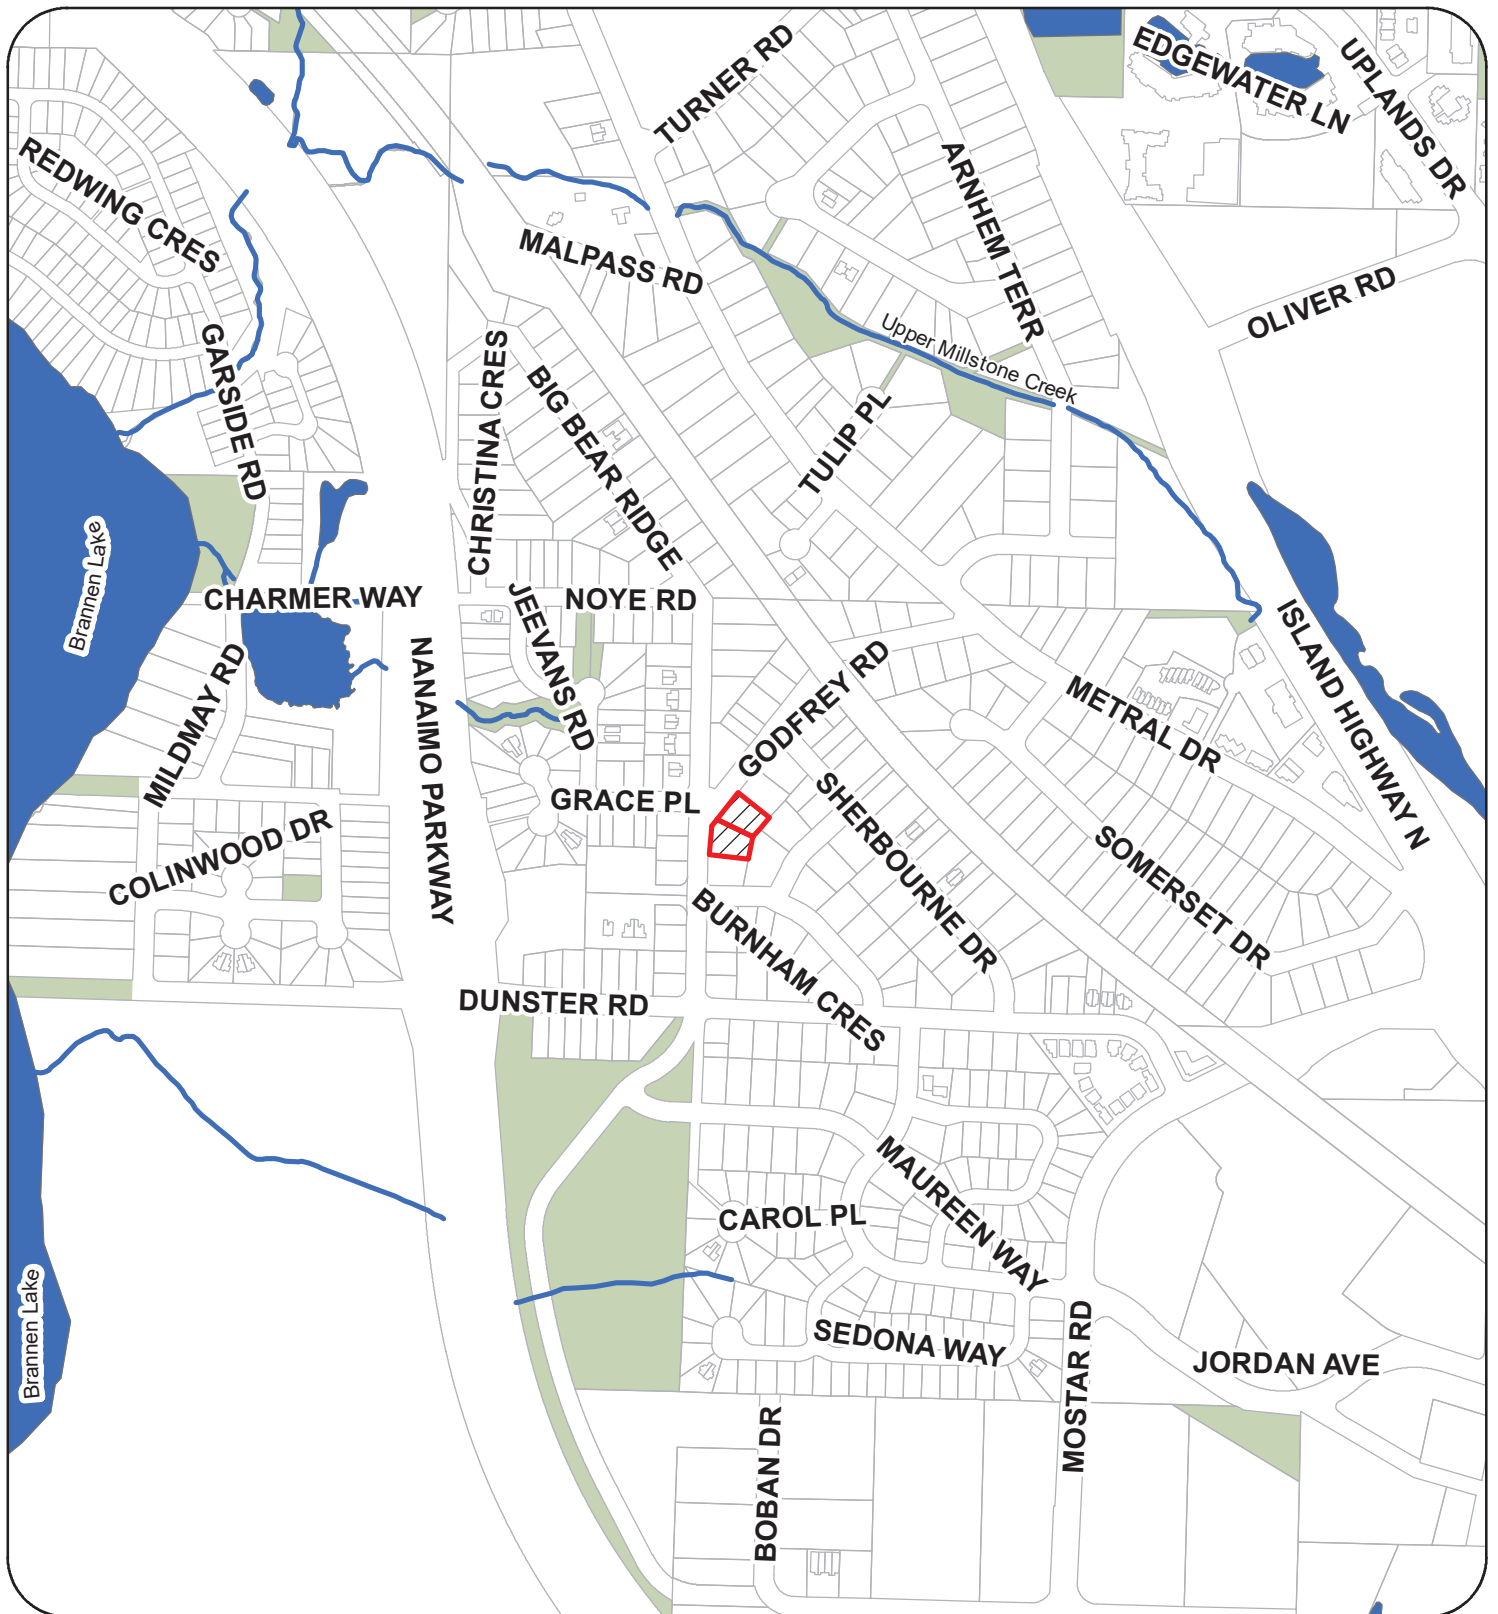 TURNER RD
EDGEWATER LN
UPLANDS DR
REDWING CRES
ARNHEM TERR
MALPASS RD
OLIVER RD
GARSIDE RD
CHRISTINA CRES
BIG BEAR RIDGE
Upper Millstone Creek
TULIP PL
Brannen Lake
CHARMER WAY
JEEVANS RD
NOYE RD
ISLAND HIGHWAY N
MILDMAY RD
NANAIMO PARKWAY
GODFREY RD
METRAL DR
GRACE PL
SHERBOURNE DR
COLINWOOD DR
SOMERSET DR
BURNHAM CRES
DUNSTER RD
MAUREEN WAY
CAROL PL
Brannen Lake
SEDONA WAY
MOSTAR RD
JORDAN AVE
BOBAN DR